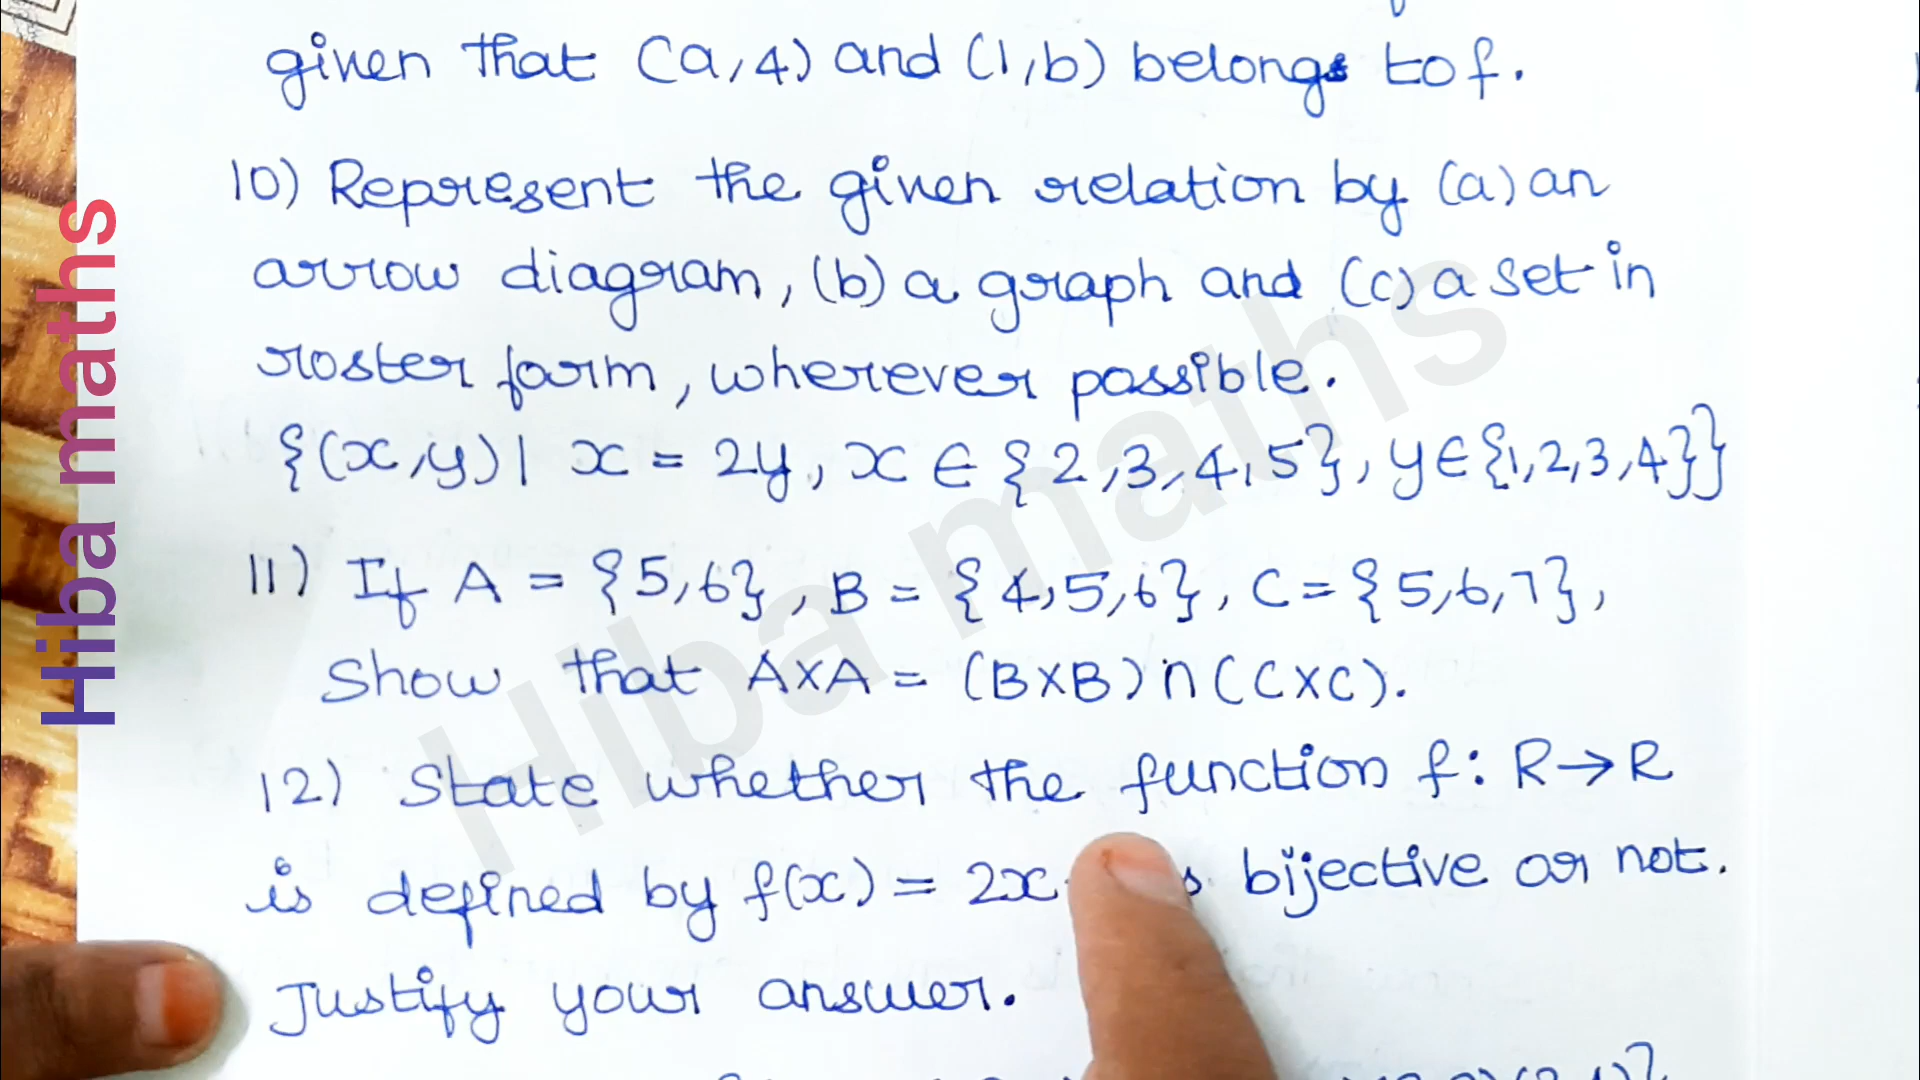 given that (a,4) and (1,b) belongs to f.
10) Represent the given relation by (a) an
arrow diagram, (b) a graph and (c) a set in
roster form, wherever possible.
{(x,y) | x = 2y, x ∈ {2,3,4,5}, y ∈ {1,2,3,4}}
11) If A = {5,6}, B = {4,5,6}, C = {5,6,7},
Show that A×A = (B×B)∩(C×C).
12) State whether the function f: R→R
is defined by f(x) = 2x bijective or not.
Justify your answer.
Hiba maths
Hiba maths